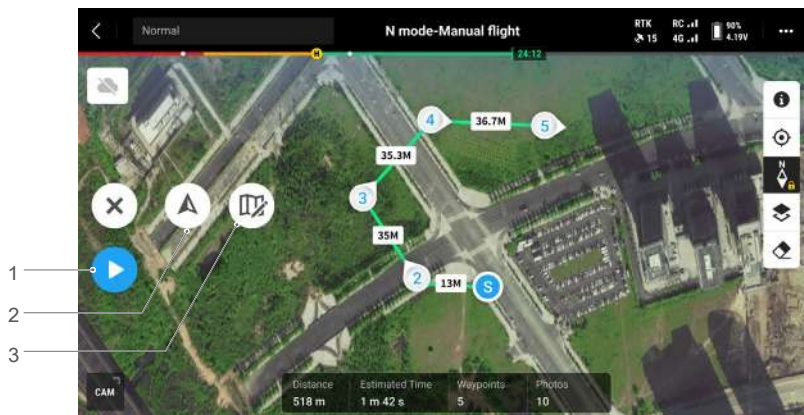 Normal
N mode-Manual flight
RTK
15
RC
4G
90%
4.19V
H
24:12
4
36.7M
5
35.3M
3
35M
2
13M
S
N
1
2
3
CAM
Distance
518 m
Estimated Time
1 m 42 s
Waypoints
5
Photos
10